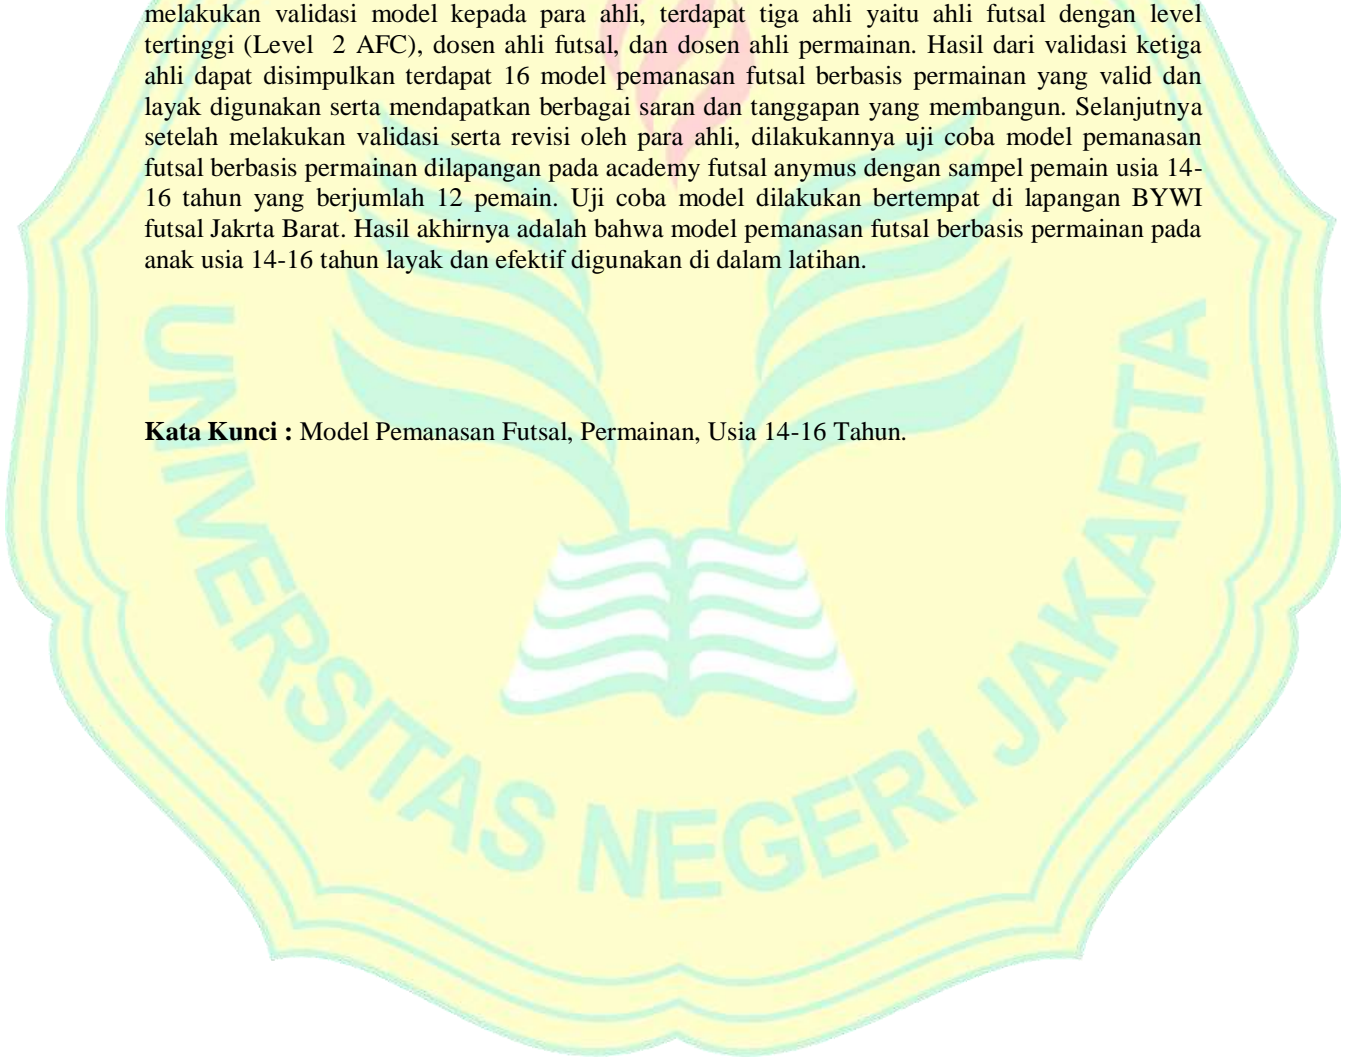 melakukan validasi model kepada para ahli, terdapat tiga ahli yaitu ahli futsal dengan level
tertinggi (Level 2 AFC), dosen ahli futsal, dan dosen ahli permainan. Hasil dari validasi ketiga
ahli dapat disimpulkan terdapat 16 model pemanasan futsal berbasis permainan yang valid dan
layak digunakan serta mendapatkan berbagai saran dan tanggapan yang membangun. Selanjutnya
setelah melakukan validasi serta revisi oleh para ahli, dilakukannya uji coba model pemanasan
futsal berbasis permainan dilapangan pada academy futsal anymus dengan sampel pemain usia 14-
16 tahun yang berjumlah 12 pemain. Uji coba model dilakukan bertempat di lapangan BYWI
futsal Jakrta Barat. Hasil akhirnya adalah bahwa model pemanasan futsal berbasis permainan pada
anak usia 14-16 tahun layak dan efektif digunakan di dalam latihan.
Kata Kunci : Model Pemanasan Futsal, Permainan, Usia 14-16 Tahun.
UNIVERSITAS NEGERI JAKARTA